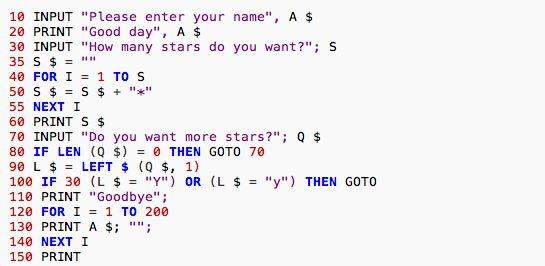 10 INPUT "Please enter your name", A $
20 PRINT "Good day", A $
30 INPUT "How many stars do you want?"; S
35 S $ = ""
40 FOR I = 1 TO S
50 S $ = S $ + "*"
55 NEXT I
60 PRINT S $
70 INPUT "Do you want more stars?"; Q $
80 IF LEN (Q $) = 0 THEN GOTO 70
90 L $ = LEFT $ (Q $, 1)
100 IF 30 (L $ = "Y") OR (L $ = "y") THEN GOTO
110 PRINT "Goodbye";
120 FOR I = 1 TO 200
130 PRINT A $; "";
140 NEXT I
150 PRINT